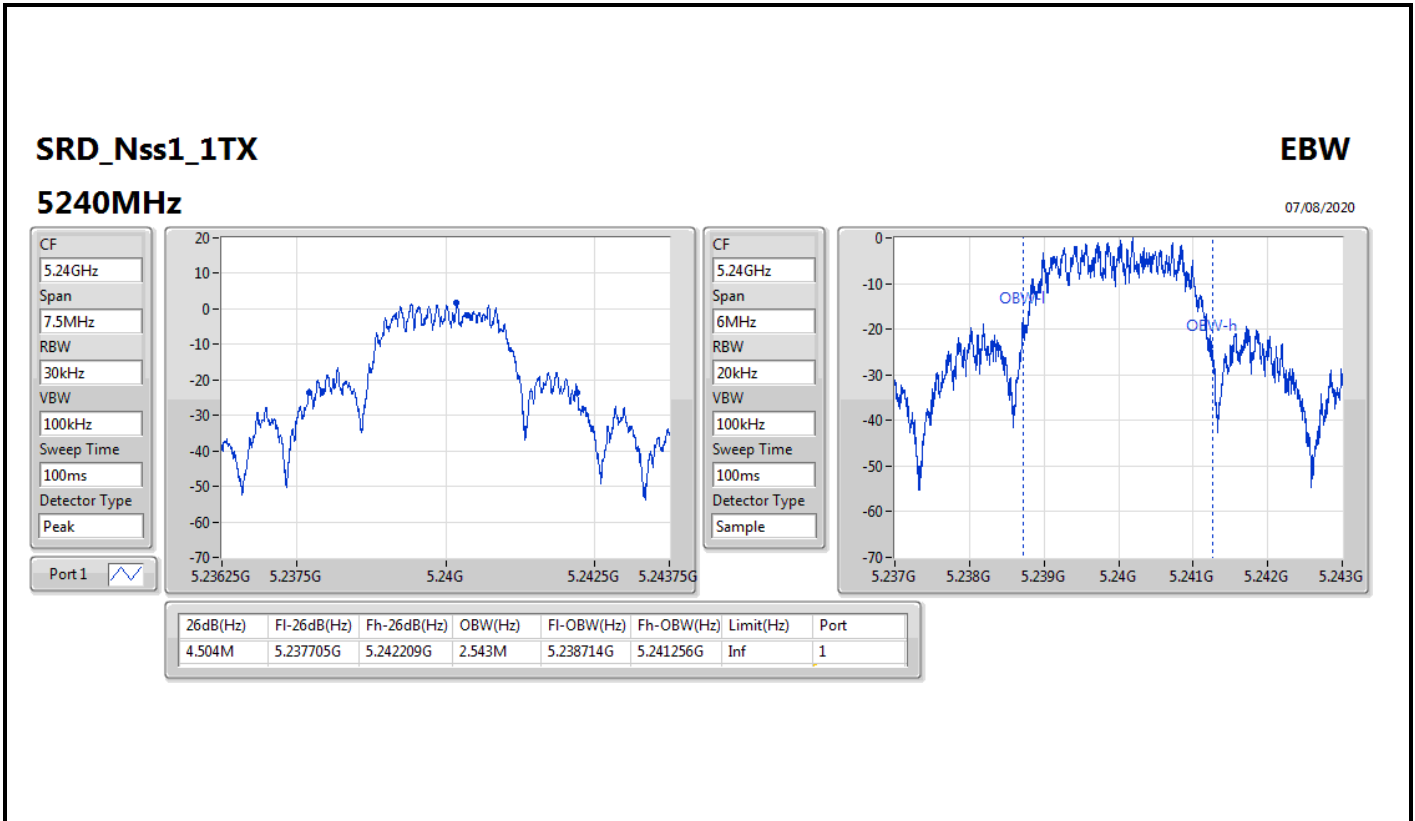 SRD_Nss1_1TX
EBW
5240MHz
07/08/2020
CF
5.24GHz
Span
7.5MHz
RBW
30kHz
VBW
100kHz
Sweep Time
100ms
Detector Type
Peak
Port 1
20
10
0
-10
-20
-30
-40
-50
-60
-70
5.23625G 5.2375G 5.24G 5.2425G 5.24375G
CF
5.24GHz
Span
6MHz
RBW
20kHz
VBW
100kHz
Sweep Time
100ms
Detector Type
Sample
0
-10
-20
-30
-40
-50
-60
-70
OBW-l
OBW-h
5.237G 5.238G 5.239G 5.24G 5.241G 5.242G 5.243G
26dB(Hz) Fl-26dB(Hz) Fh-26dB(Hz) OBW(Hz) Fl-OBW(Hz) Fh-OBW(Hz) Limit(Hz) Port
4.504M 5.237705G 5.242209G 2.543M 5.238714G 5.241256G Inf 1